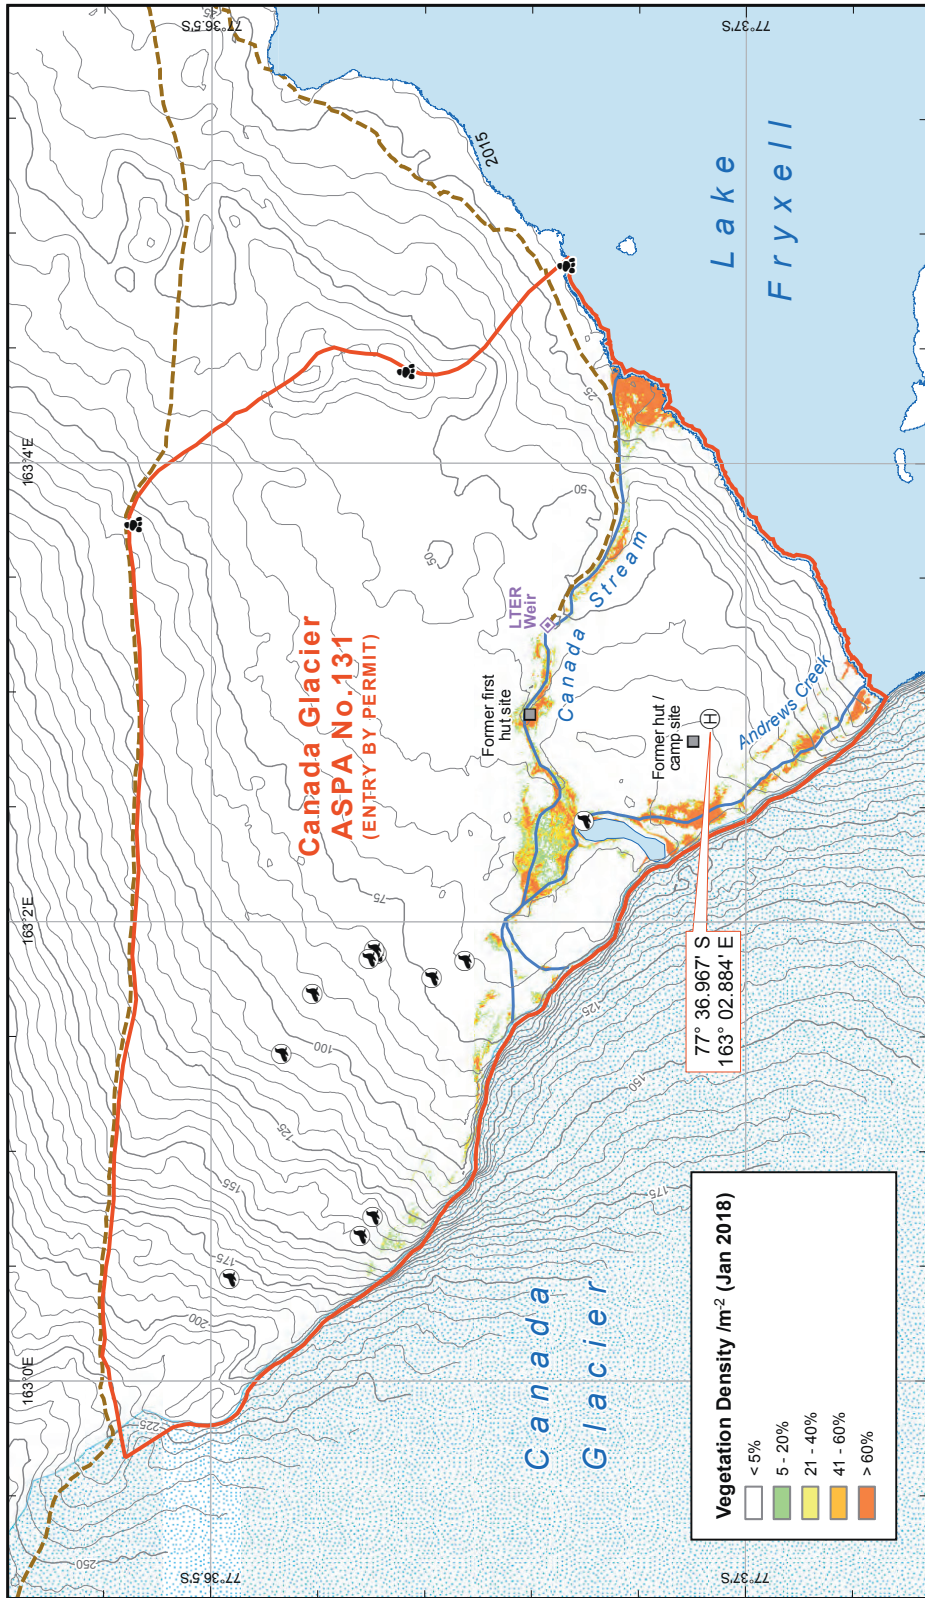 77°36.5'S
77°37'S
163°4'E
163°2'E
163°0'E
Canada Glacier
ASPA No.131
(ENTRY BY PERMIT)
Lake
Fryxell
2015
25
50
50
LTER
Weir
Canada
Stream
Former first
hut site
Former hut /
camp site
H
Andrews Creek
75
100
125
155
175
200
225
250
125
150
175
77° 36.967' S
163° 02.884' E
Canada
Glacier
Vegetation Density /m⁻² (Jan 2018)
< 5%
5 - 20%
21 - 40%
41 - 60%
> 60%
77°36.5'S
77°37'S